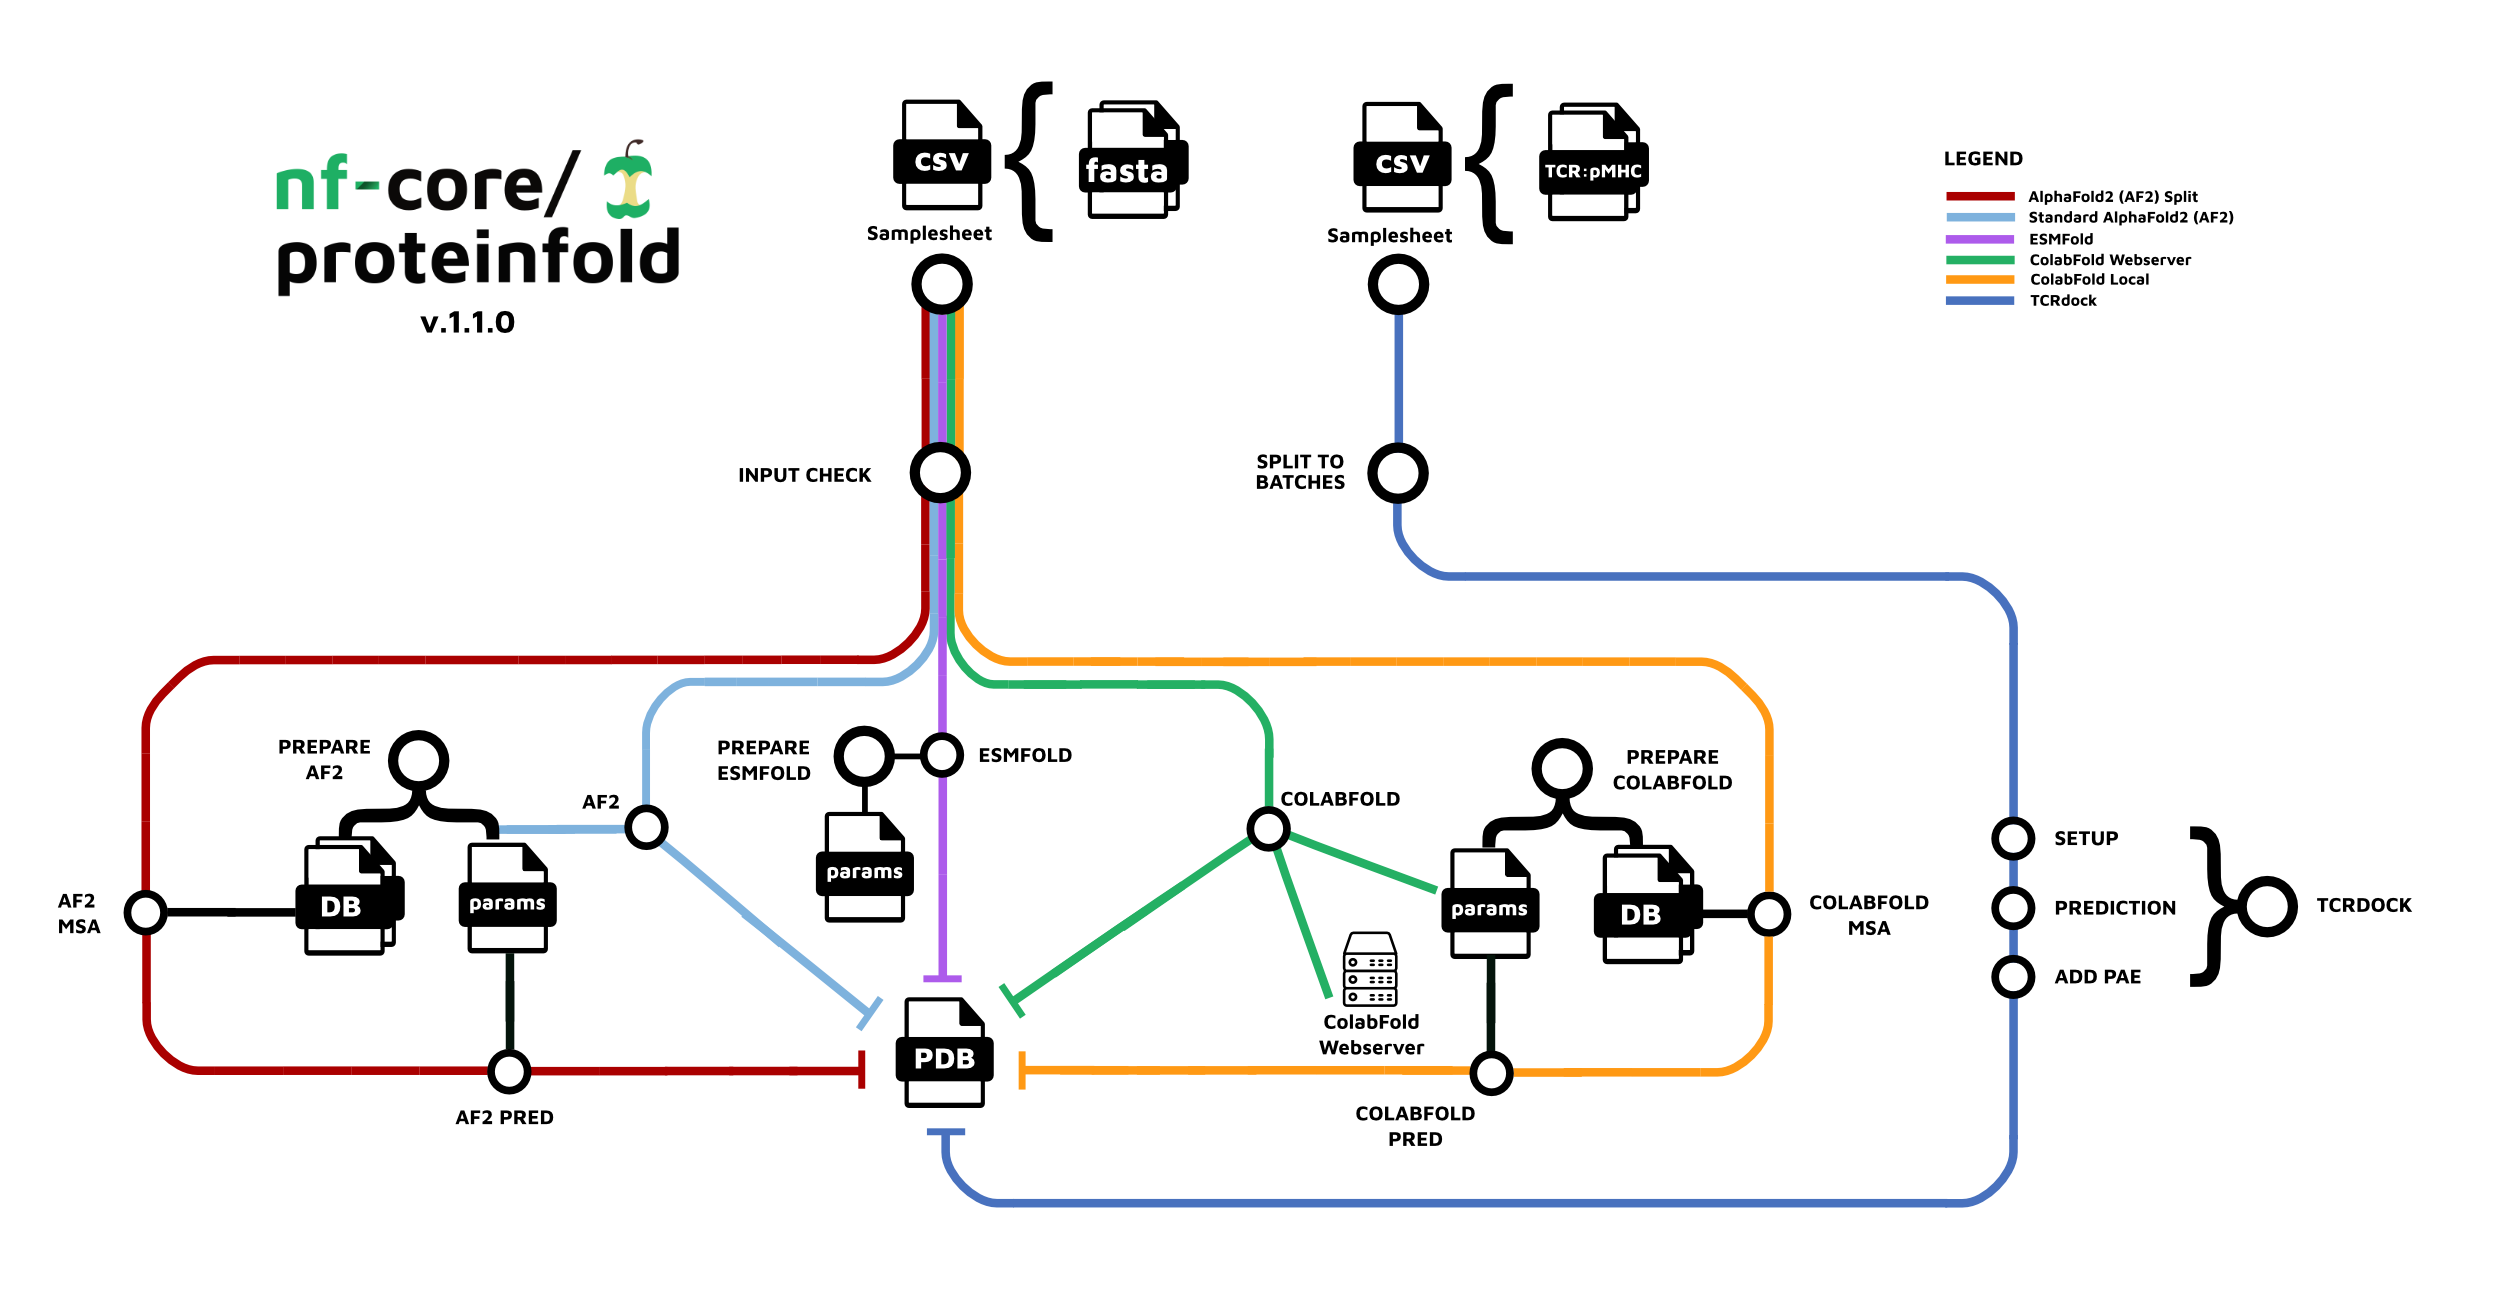 nf-core/
proteinfold
v.1.1.0
csv
fasta
Samplesheet
csv
TCR:pMHC
Samplesheet
LEGEND
AlphaFold2 (AF2) Split
Standard AlphaFold2 (AF2)
ESMFold
ColabFold Webserver
ColabFold Local
TCRdock
INPUT CHECK
SPLIT TO
BATCHES
PREPARE
AF2
AF2
DB
params
AF2
MSA
AF2 PRED
PREPARE
ESMFOLD
ESMFOLD
params
PDB
COLABFOLD
ColabFold
Webserver
PREPARE
COLABFOLD
params
DB
COLABFOLD
MSA
COLABFOLD
PRED
SETUP
PREDICTION
ADD PAE
TCRDOCK